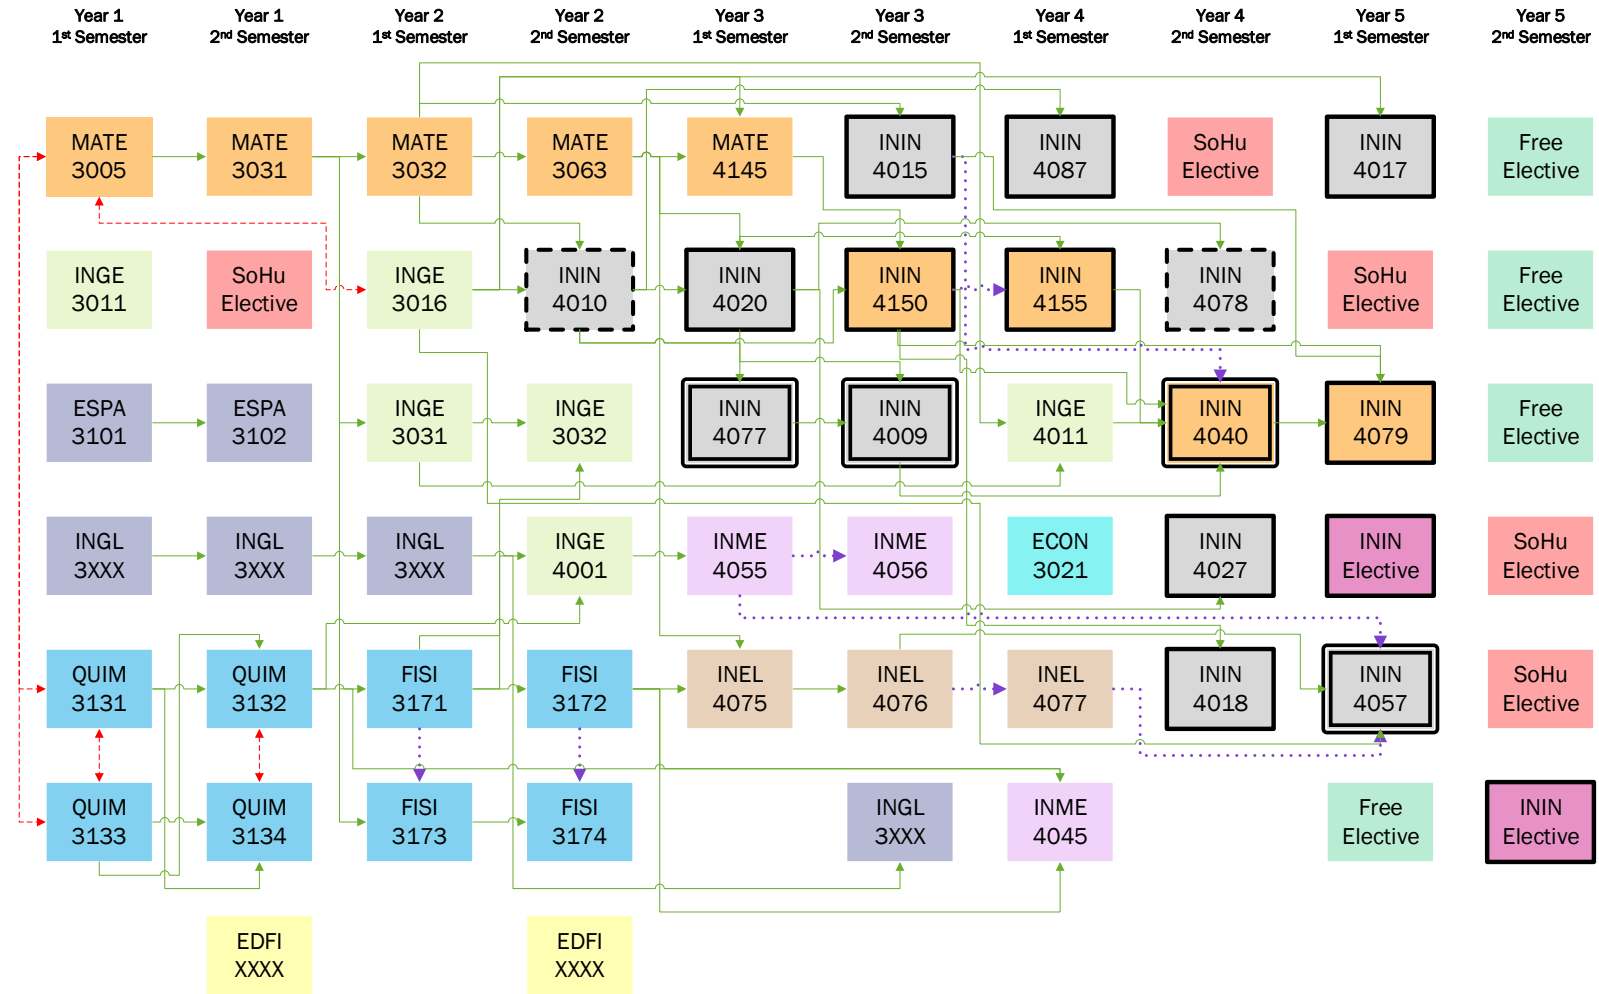 Year 1
1st Semester
Year 1
2nd Semester
Year 2
1st Semester
Year 2
2nd Semester
Year 3
1st Semester
Year 3
2nd Semester
Year 4
1st Semester
Year 4
2nd Semester
Year 5
1st Semester
Year 5
2nd Semester
MATE
3005
MATE
3031
MATE
3032
MATE
3063
MATE
4145
ININ
4015
ININ
4087
SoHu
Elective
ININ
4017
Free
Elective
INGE
3011
SoHu
Elective
INGE
3016
ININ
4010
ININ
4020
ININ
4150
ININ
4155
ININ
4078
SoHu
Elective
Free
Elective
ESPA
3101
ESPA
3102
INGE
3031
INGE
3032
ININ
4077
ININ
4009
INGE
4011
ININ
4040
ININ
4079
Free
Elective
INGL
3XXX
INGL
3XXX
INGL
3XXX
INGE
4001
INME
4055
INME
4056
ECON
3021
ININ
4027
ININ
Elective
SoHu
Elective
QUIM
3131
QUIM
3132
FISI
3171
FISI
3172
INEL
4075
INEL
4076
INEL
4077
ININ
4018
ININ
4057
SoHu
Elective
QUIM
3133
QUIM
3134
FISI
3173
FISI
3174
INGL
3XXX
INME
4045
Free
Elective
ININ
Elective
EDFI
XXXX
EDFI
XXXX